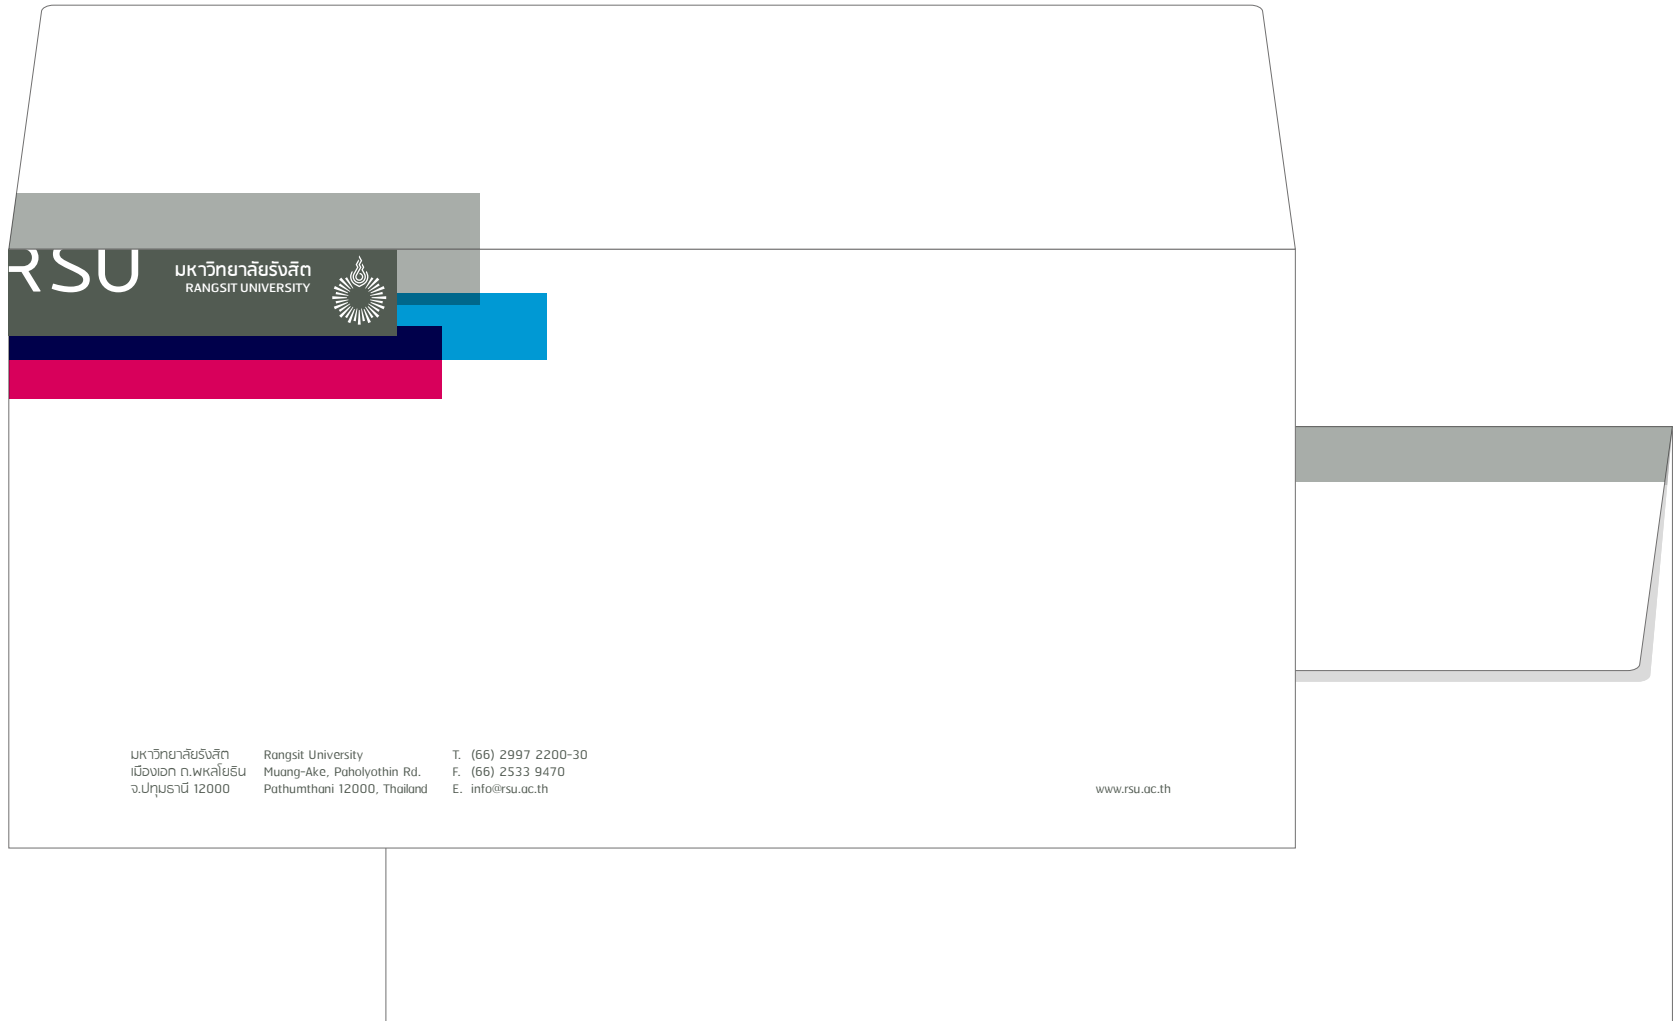 RSU
มหาวิทยาลัยรังสิต
RANGSIT UNIVERSITY
มหาวิทยาลัยรังสิต
เมืองเอก ถ.พหลโยธิน
จ.ปทุมธานี 12000
Rangsit University
Muang-Ake, Paholyothin Rd.
Pathumthani 12000, Thailand
T. (66) 2997 2200-30
F. (66) 2533 9470
E. info@rsu.ac.th
www.rsu.ac.th